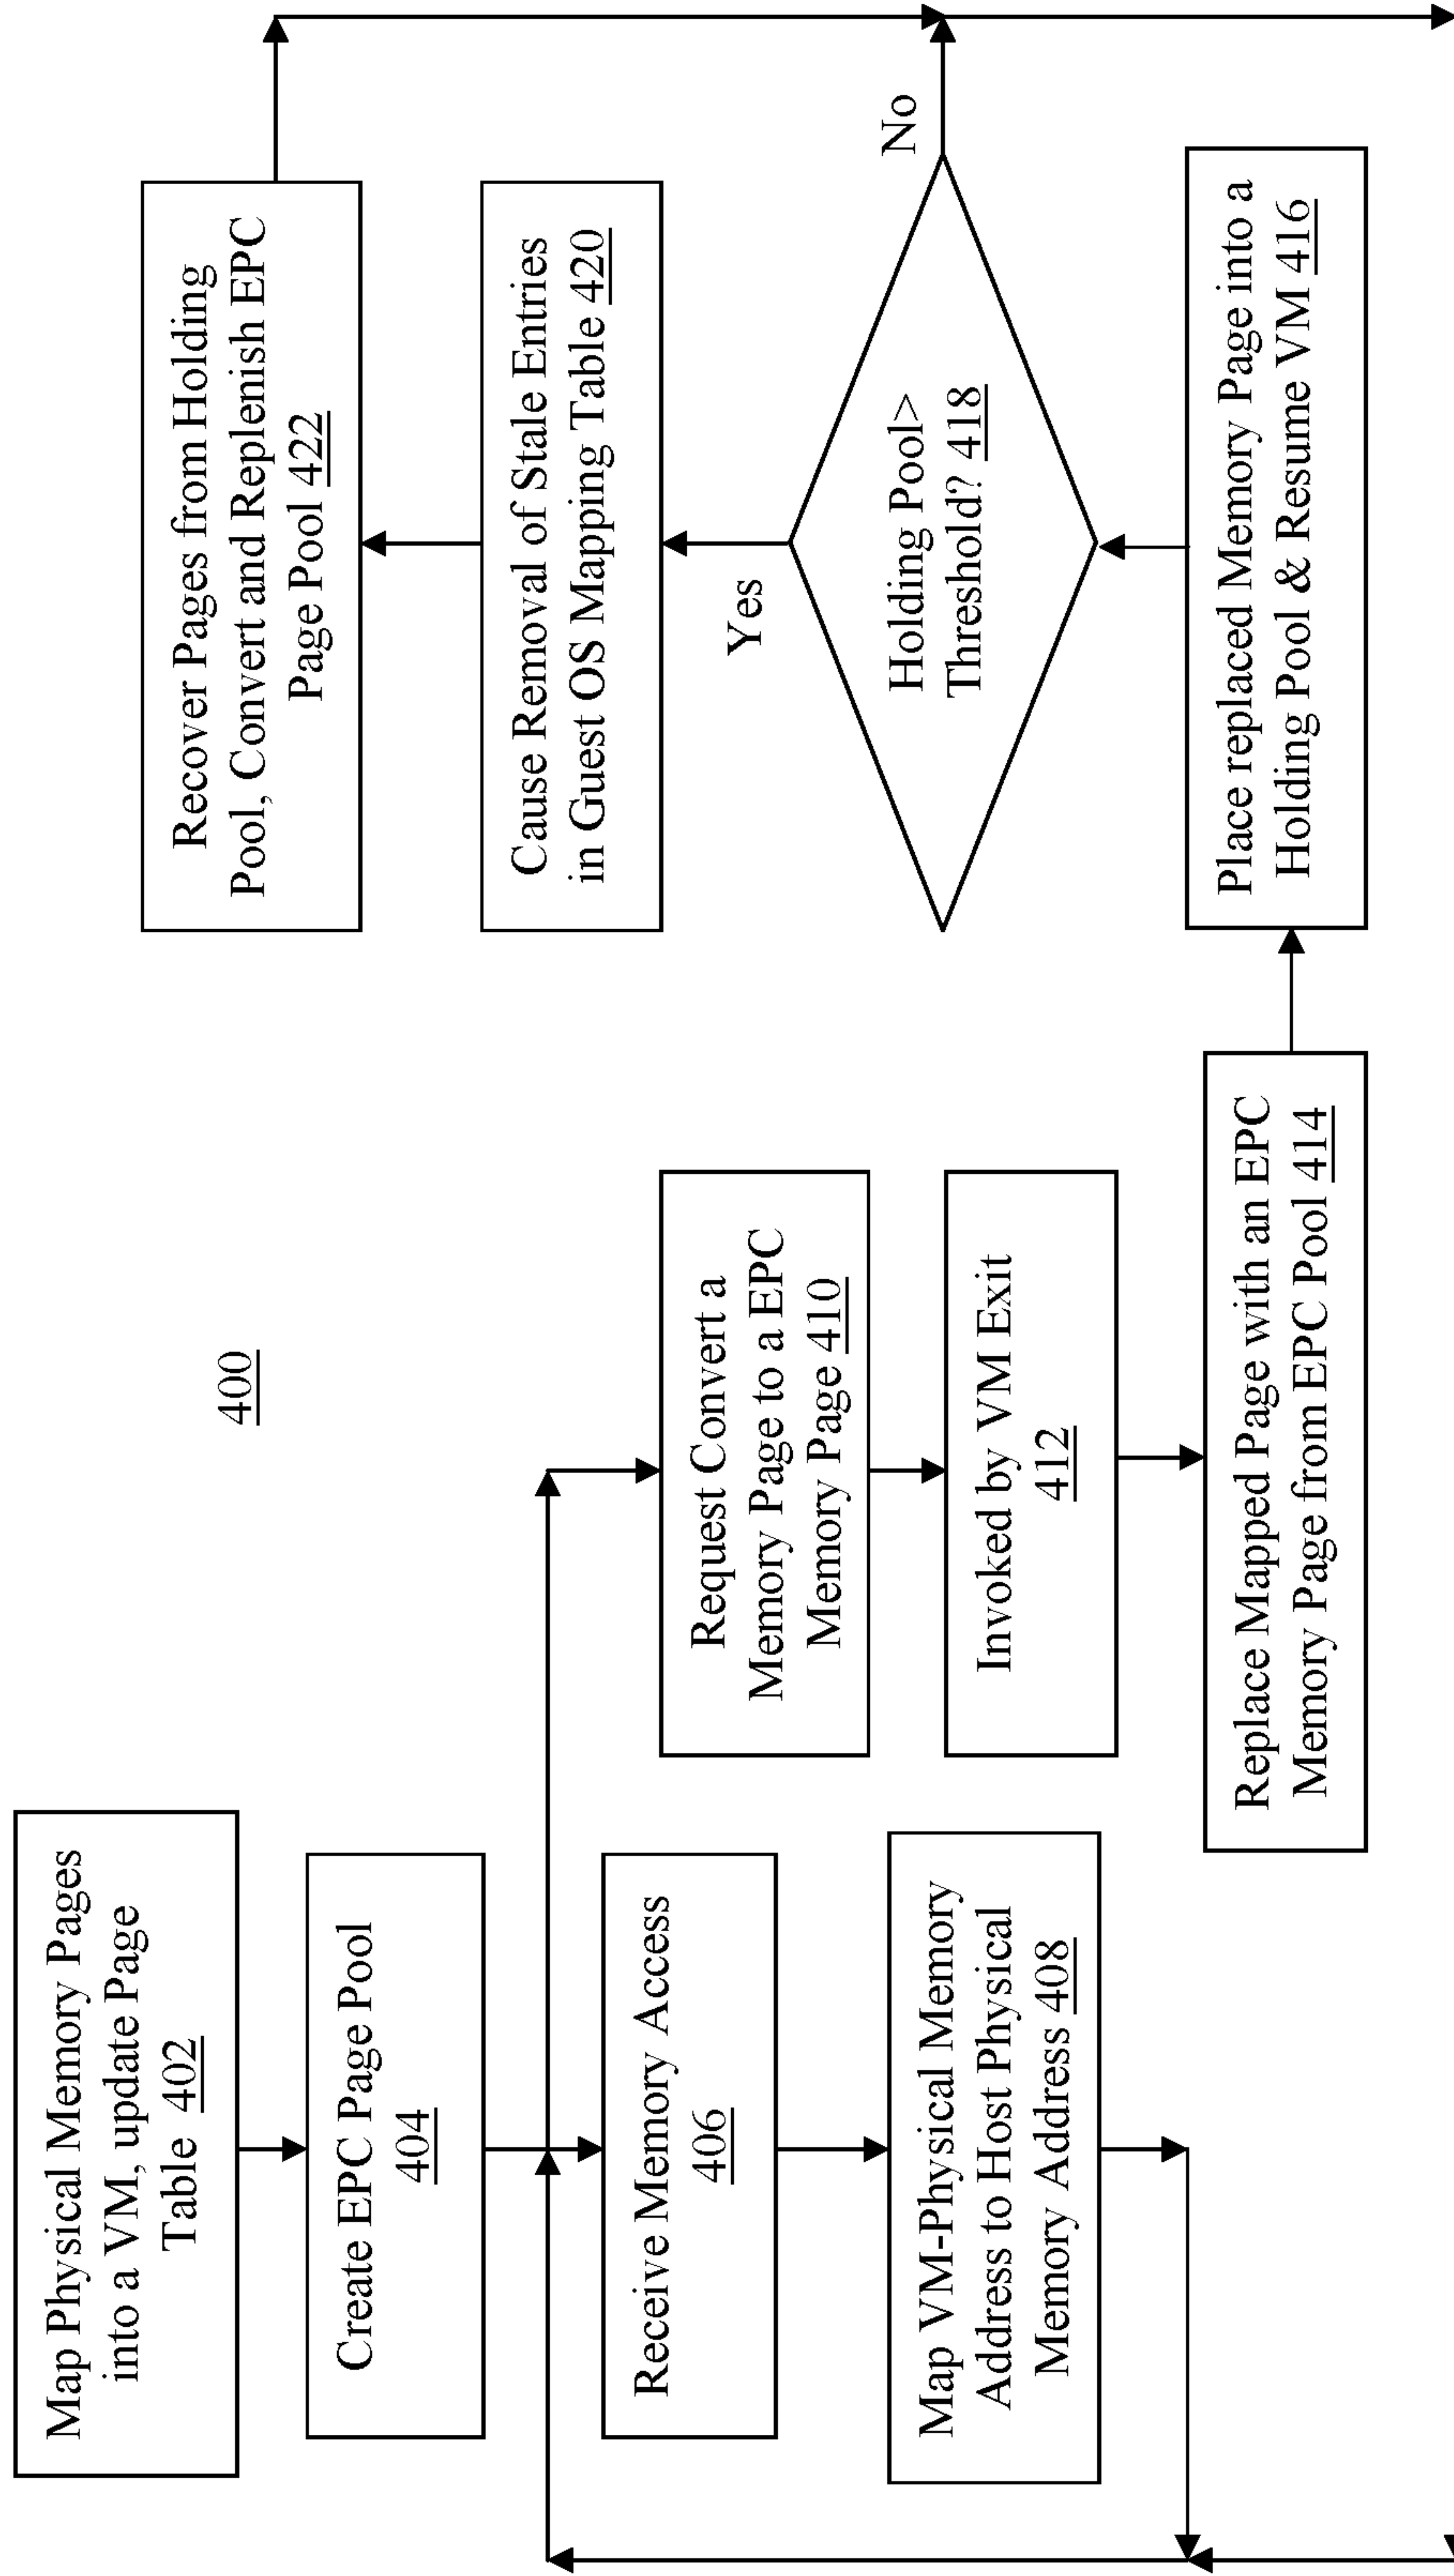 400
Map Physical Memory Pages
into a VM, update Page
Table 402
Create EPC Page Pool
404
Receive Memory Access
406
Map VM-Physical Memory
Address to Host Physical
Memory Address 408
Request Convert a
Memory Page to a EPC
Memory Page 410
Invoked by VM Exit
412
Replace Mapped Page with an EPC
Memory Page from EPC Pool 414
Place replaced Memory Page into a
Holding Pool & Resume VM 416
Holding Pool>
Threshold? 418
Yes
No
Cause Removal of Stale Entries
in Guest OS Mapping Table 420
Recover Pages from Holding
Pool, Convert and Replenish EPC
Page Pool 422